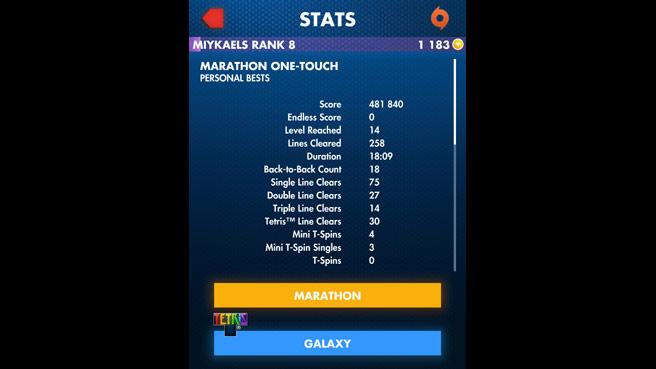 STATS
MIYKAELS RANK 8 1 183
MARATHON ONE-TOUCH
PERSONAL BESTS
Score 481 840
Endless Score 0
Level Reached 14
Lines Cleared 258
Duration 18:09
Back-to-Back Count 18
Single Line Clears 75
Double Line Clears 27
Triple Line Clears 14
Tetris™ Line Clears 30
Mini T-Spins 4
Mini T-Spin Singles 3
T-Spins 0
MARATHON
TETRIS
GALAXY